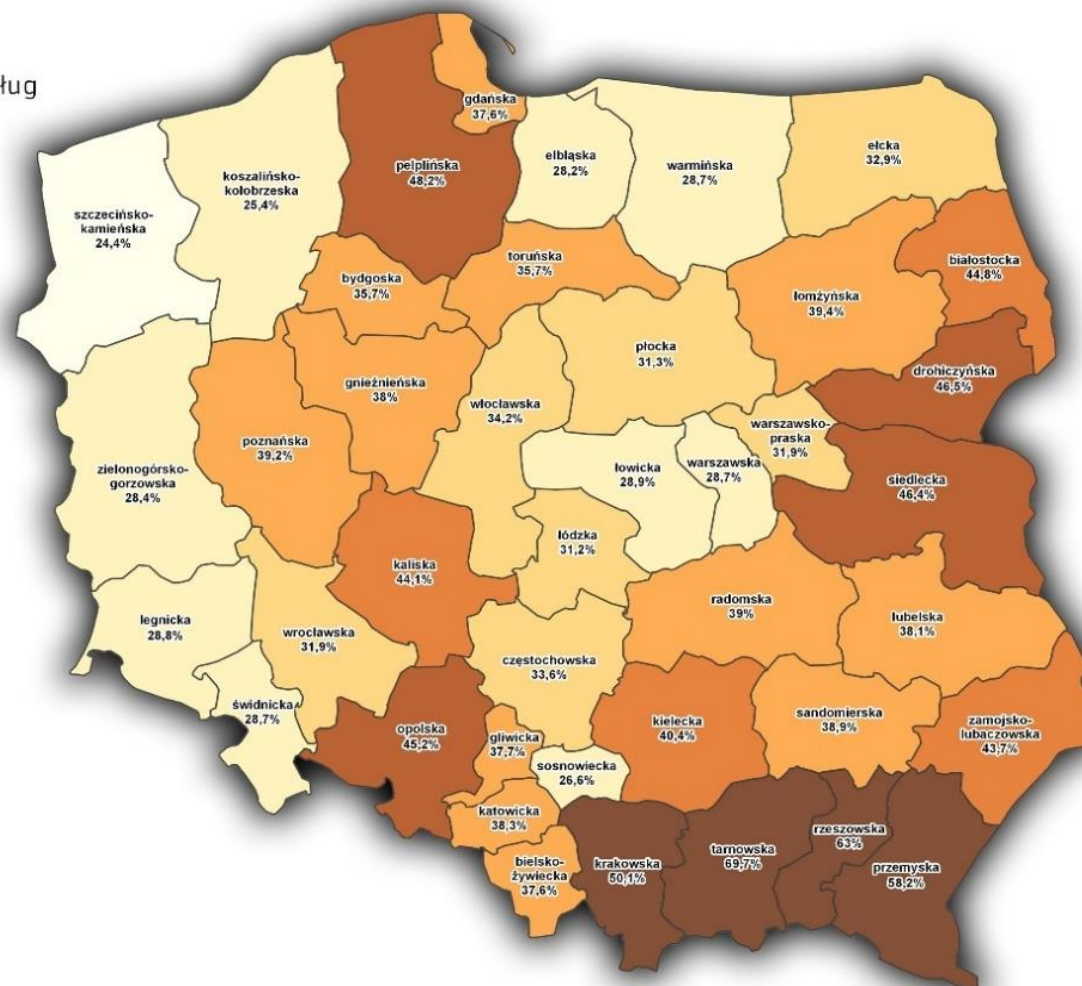 ług
gdańska
37,6%
pelplińska
48,2%
elbląska
28,2%
warmińska
28,7%
ełcka
32,9%
koszalińsko-
kołobrzeska
25,4%
szczecińsko-
kamieńska
24,4%
bydgoska
35,7%
toruńska
35,7%
łomżyńska
39,4%
białostocka
44,8%
drohiczyńska
46,5%
płocka
31,3%
gnieźnieńska
38%
włocławska
34,2%
poznańska
39,2%
zielonogórsko-
gorzowska
28,4%
łowicka
28,9%
warszawska
28,7%
warszawsko-
praska
31,9%
siedlecka
46,4%
łódzka
31,2%
kaliska
44,1%
radomska
39%
lubelska
38,1%
legnicka
28,8%
wrocławska
31,9%
częstochowska
33,6%
świdnicka
28,7%
opolska
45,2%
gliwicka
37,7%
kielecka
40,4%
sandomierska
38,9%
zamojsko-
lubaczowska
43,7%
sosnowiecka
26,6%
katowicka
38,3%
bielsko-
żywiecka
37,6%
krakowska
50,1%
tarnowska
69,7%
rzeszowska
63%
przemyska
58,2%